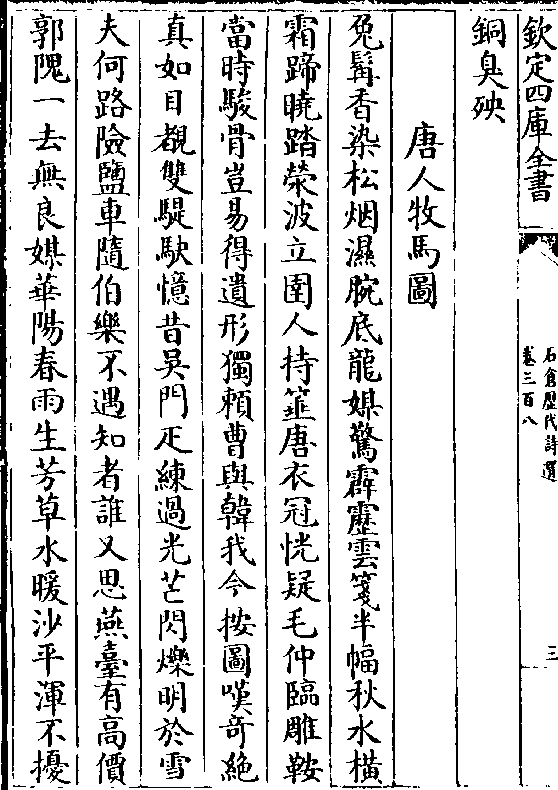 欽定四庫全書
石倉歷代詩選
卷三百八
三
銅臭殃
唐人牧馬圖
兔髯香染松烟濕腕底龍媒驚霹靂雲箋半幅秋水橫
霜蹄曉踏滎波立圉人持箠唐衣冠恍疑毛仲臨雕鞍
當時駿骨豈易得遺形獨賴曹與韓我今按圖嘆奇絶
真如目覩雙騠駃憶昔吳門疋練過光芒閃爍明於雪
夫何路險鹽車隨伯樂不遇知者誰又思燕臺有高價
郭隗一去無良媒華陽春雨生芳草水暖沙平渾不擾